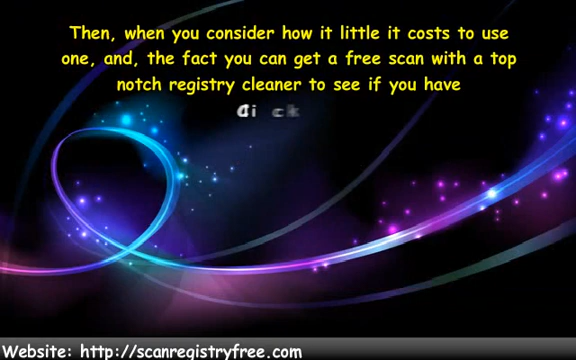 Then, when you consider how it little it costs to use
one, and, the fact you can get a free scan with a top
notch registry cleaner to see if you have
Website: http://scanregistryfree.com